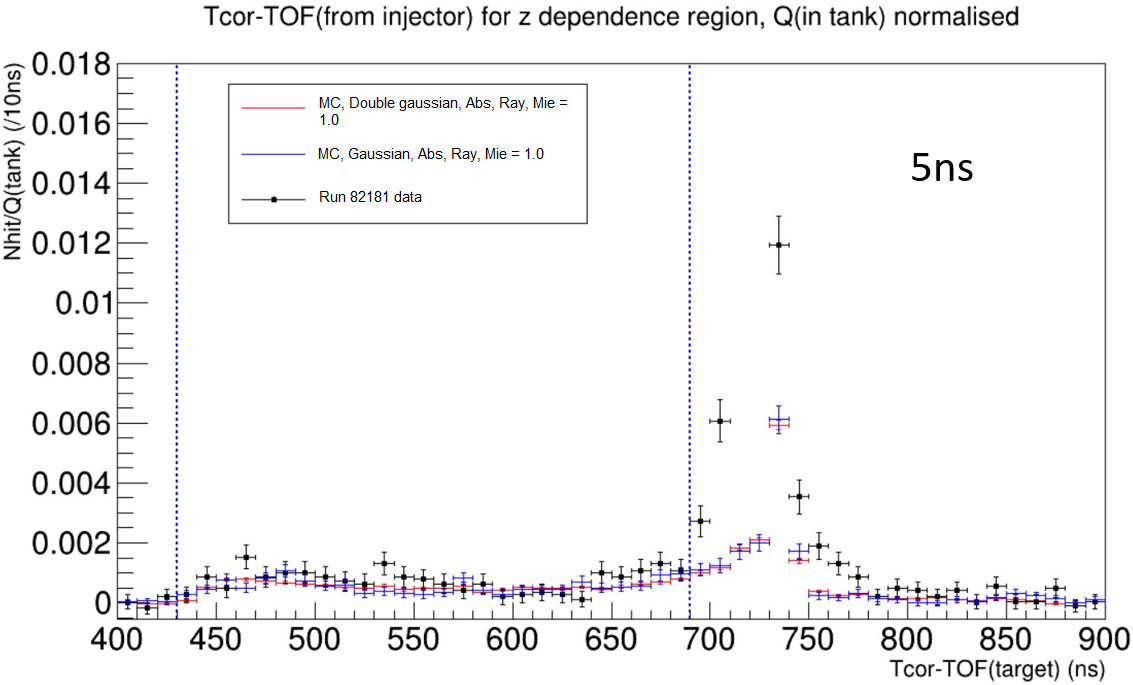 Tcor-TOF(from injector) for z dependence region, Q(in tank) normalised
Nhit/Q(tank) (/10ns)
0.018
0.016
0.014
0.012
0.01
0.008
0.006
0.004
0.002
0
MC, Double gaussian, Abs, Ray, Mie =
1.0
MC, Gaussian, Abs, Ray, Mie = 1.0
Run 82181 data
5ns
400 450 500 550 600 650 700 750 800 850 900
Tcor-TOF(target) (ns)